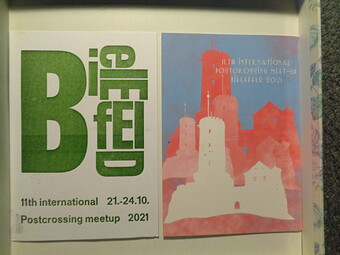 Bielefeld
11th international 21.-24.10.
Postcrossing meetup 2021
11TH INTERNATIONAL
POSTCROSSING MEET-UP
BIELEFELD 2021